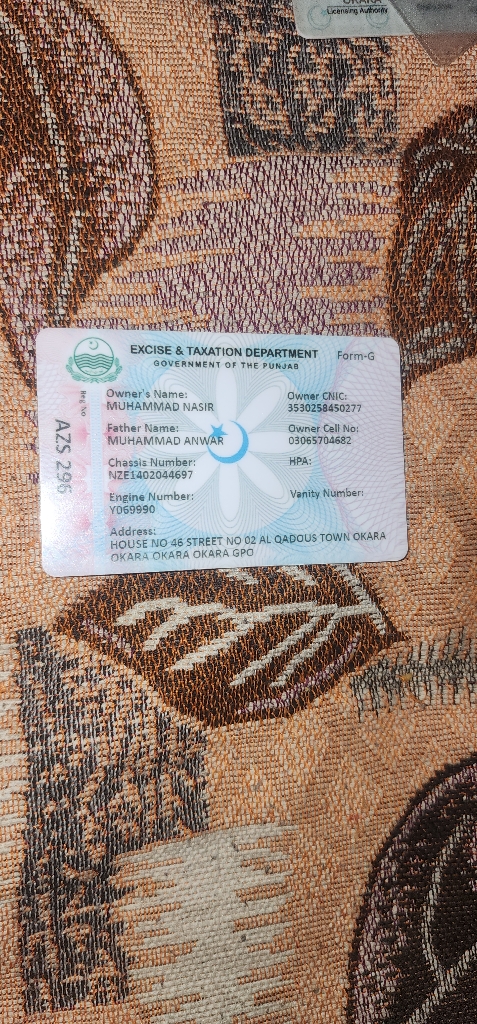 OKARA
Licensing Authority
EXCISE & TAXATION DEPARTMENT
GOVERNMENT OF THE PUNJAB
Form-G
Reg No
AZS 296
Owner's Name:
MUHAMMAD NASIR
Owner CNIC:
3530258450277
Father Name:
MUHAMMAD ANWAR
Owner Cell No:
03065704682
Chassis Number:
NZE1402044697
HPA:
Engine Number:
Y069990
Vanity Number:
Address:
HOUSE NO 46 STREET NO 02 AL QADOUS TOWN OKARA
OKARA OKARA OKARA GPO